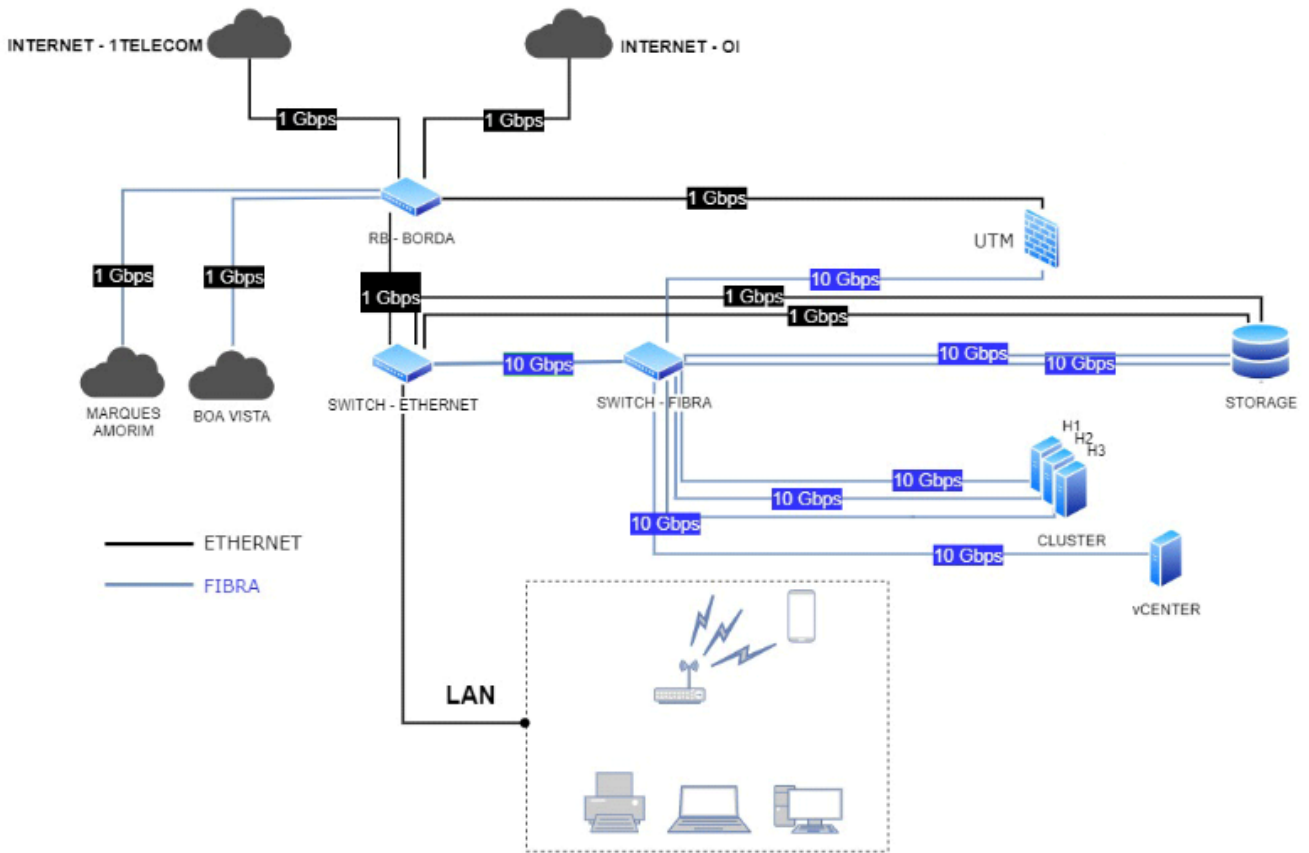 INTERNET - 1TELECOM
INTERNET - OI
1 Gbps
1 Gbps
1 Gbps
RB - BORDA
UTM
1 Gbps
1 Gbps
10 Gbps
1 Gbps
1 Gbps
1 Gbps
10 Gbps
10 Gbps
10 Gbps
SWITCH - ETHERNET
SWITCH - FIBRA
STORAGE
MARQUES
AMORIM
BOA VISTA
H1
H2
H3
10 Gbps
10 Gbps
10 Gbps
CLUSTER
10 Gbps
vCENTER
ETHERNET
FIBRA
LAN